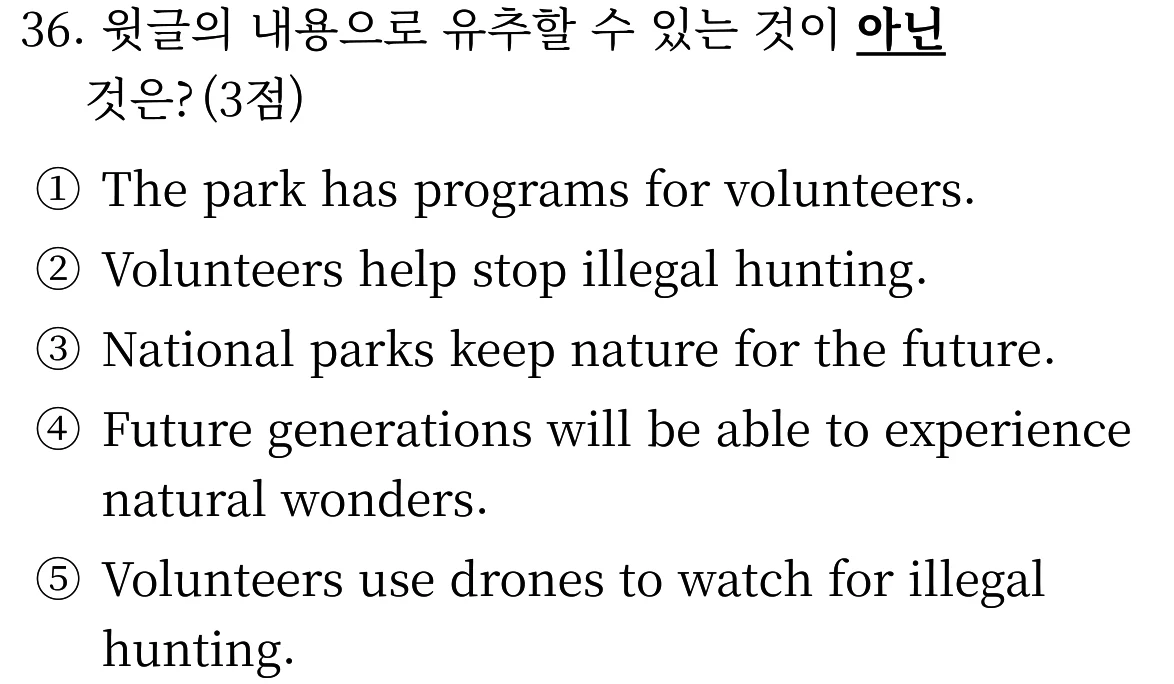 36. 윗글의 내용으로 유추할 수 있는 것이 아닌
것은?(3점)
① The park has programs for volunteers.
② Volunteers help stop illegal hunting.
③ National parks keep nature for the future.
④ Future generations will be able to experience
natural wonders.
⑤ Volunteers use drones to watch for illegal
hunting.